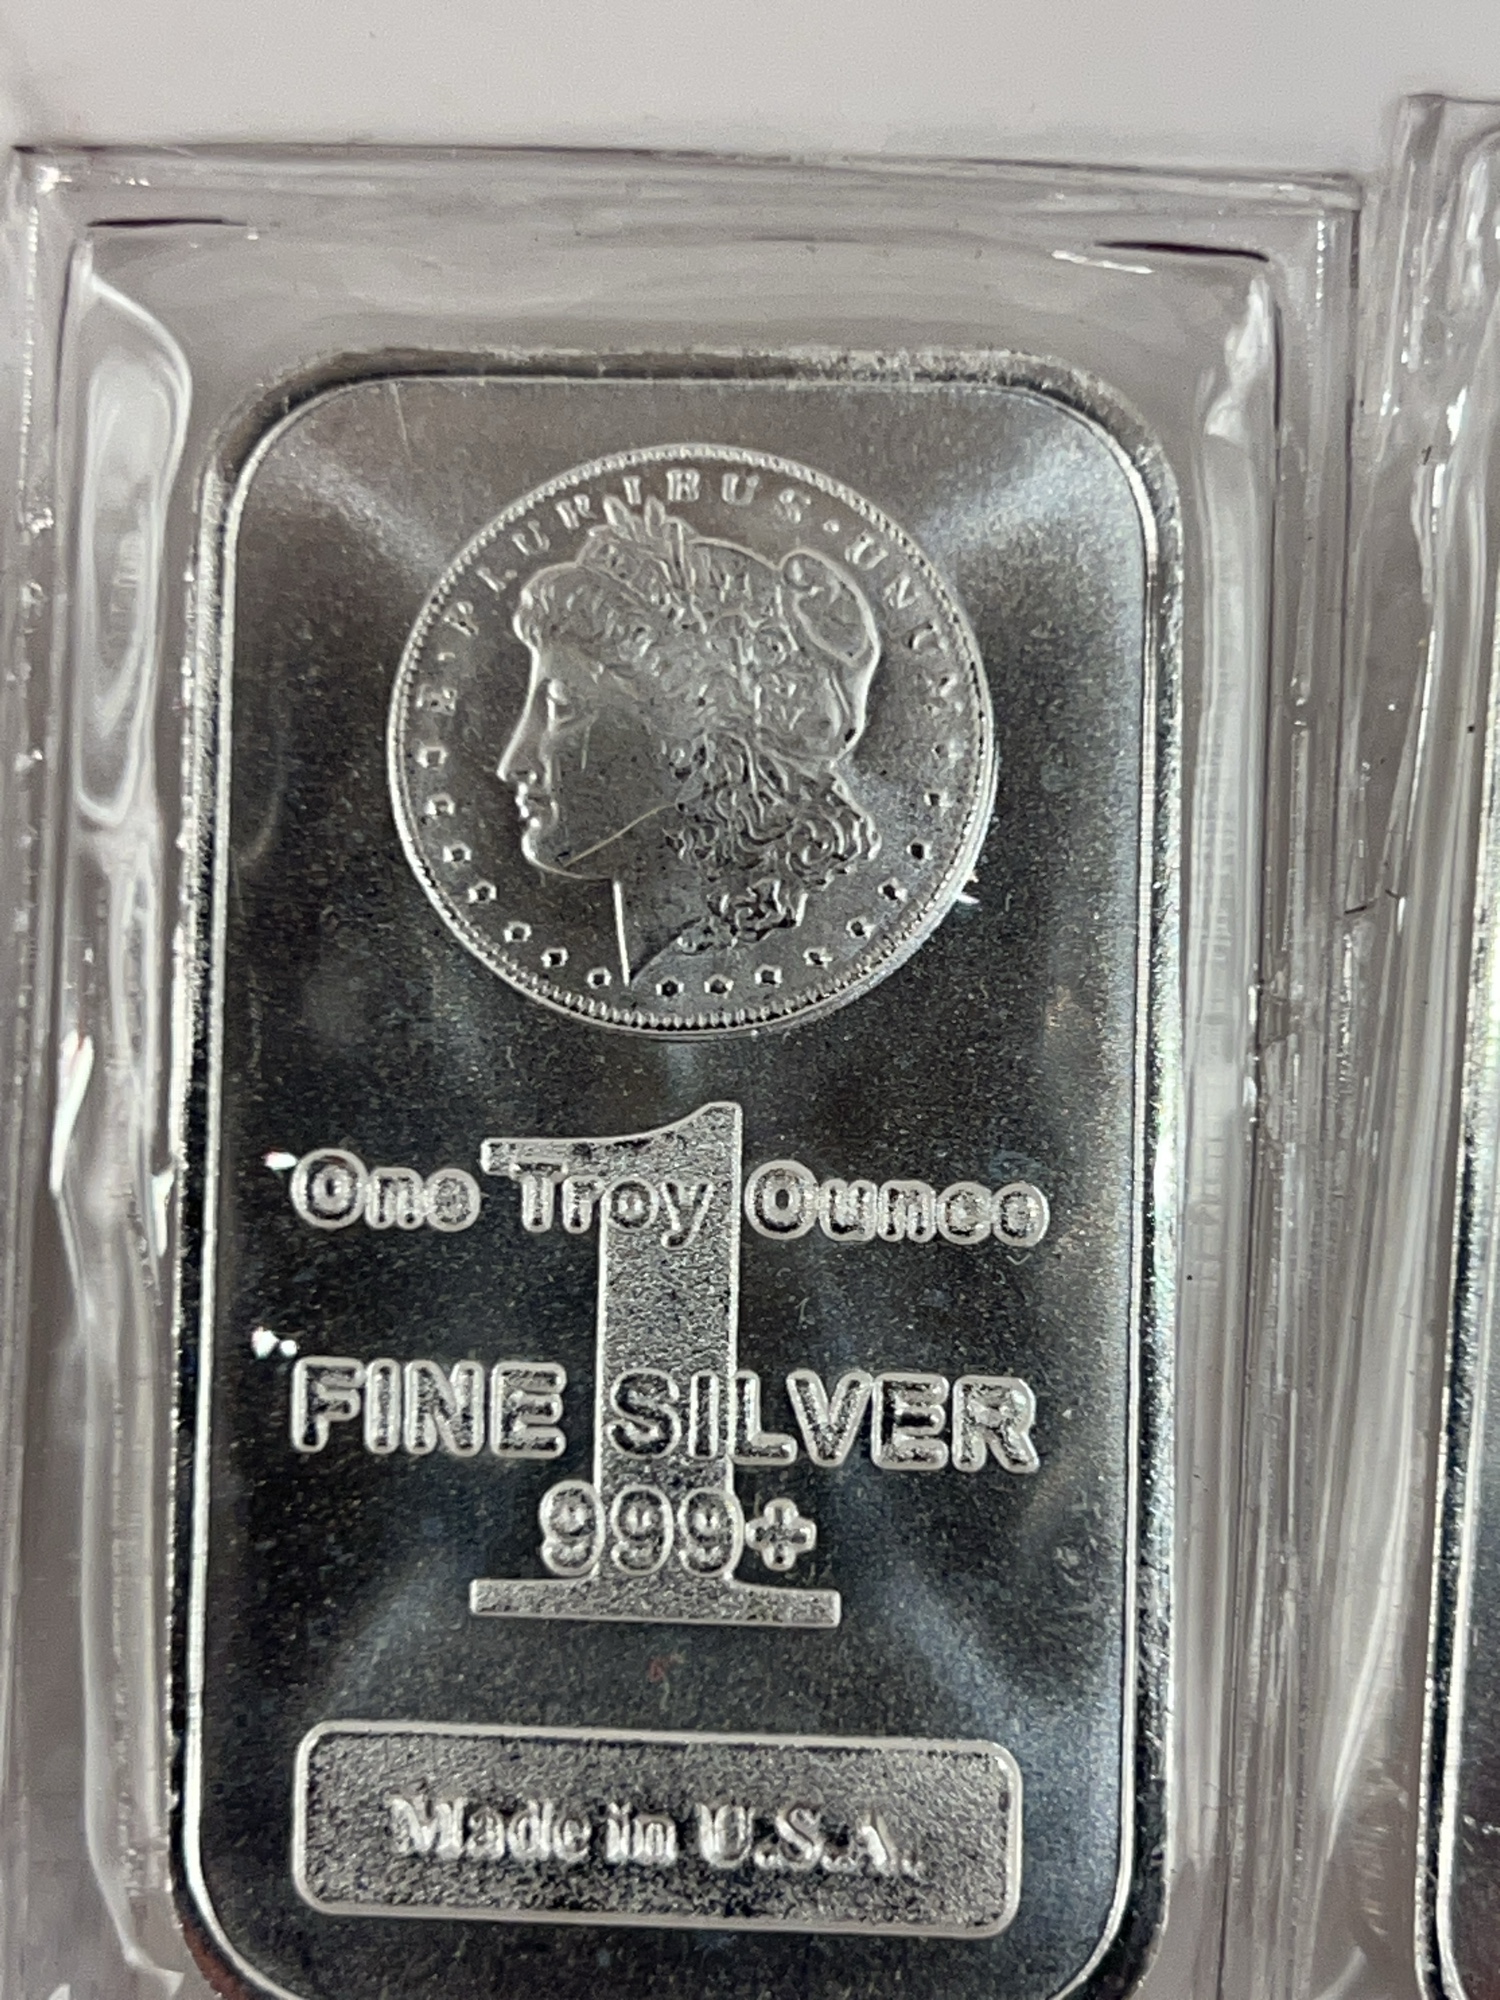 E · PLURIBUS · UNUM
One Troy Ounce
1
FINE SILVER
999+
Made in U.S.A.